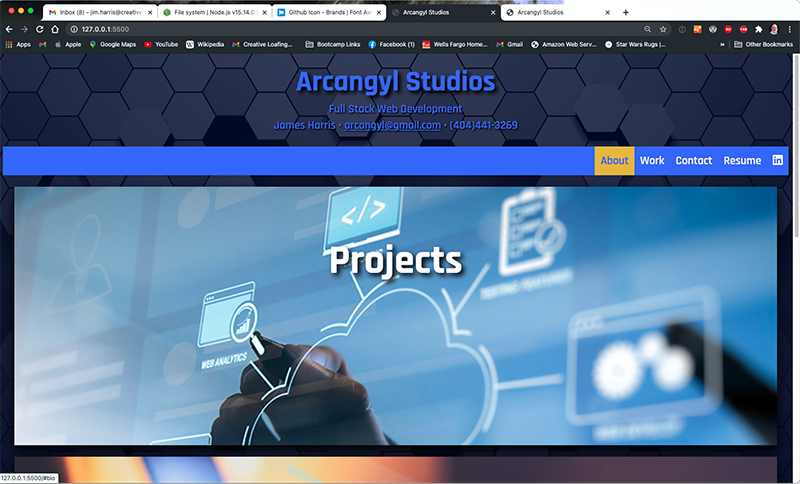 Inbox (8) - jim.harris@creative
File system | Node.js v15.14.0
Github Icon - Brands | Font Aw
Arcangyl Studios
Arcangyl Studios
127.0.0.1:5500
Apps
Apple
Google Maps
YouTube
Wikipedia
Creative Loafing...
Bootcamp Links
Facebook (1)
Wells Fargo Home...
Gmail
Amazon Web Serv...
Star Wars Rugs |...
Other Bookmarks
Arcangyl Studios
Full Stack Web Development
James Harris • arcangyl@gmail.com • (404)441-3269
About Work Contact Resume in
</>
Projects
TESTING FEATURES
WEB ANALYTICS
127.0.0.1:5500/#bio